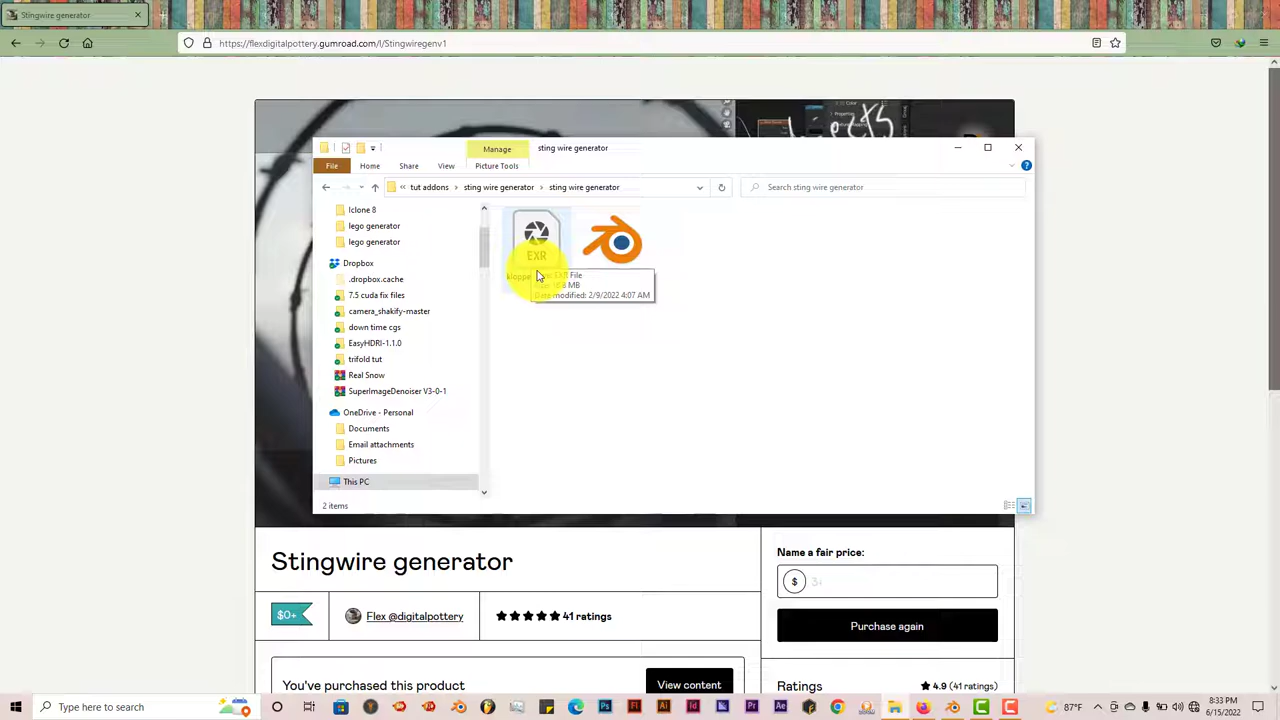 Stingwire generator
https://flexdigitalpottery.gumroad.com/l/Stingwiregenv1
Manage
sting wire generator
File
Home
Share
View
Picture Tools
« tut addons > sting wire generator > sting wire generator
Search sting wire generator
Iclone 8
lego generator
lego generator
Dropbox
.dropbox.cache
7.5 cuda fix files
camera_shakify-master
down time cgs
EasyHDRI-1.1.0
trifold tut
Real Snow
SuperImageDenoiser V3-0-1
OneDrive - Personal
Documents
Email attachments
Pictures
This PC
EXR
EXR File
MB
Date modified: 2/9/2022 4:07 AM
2 items
Stingwire generator
Name a fair price:
$
$0+
Flex @digitalpottery
41 ratings
Purchase again
You've purchased this product
View content
Ratings
4.9 (41 ratings)
Type here to search
87°F
8:33 PM
6/15/2022